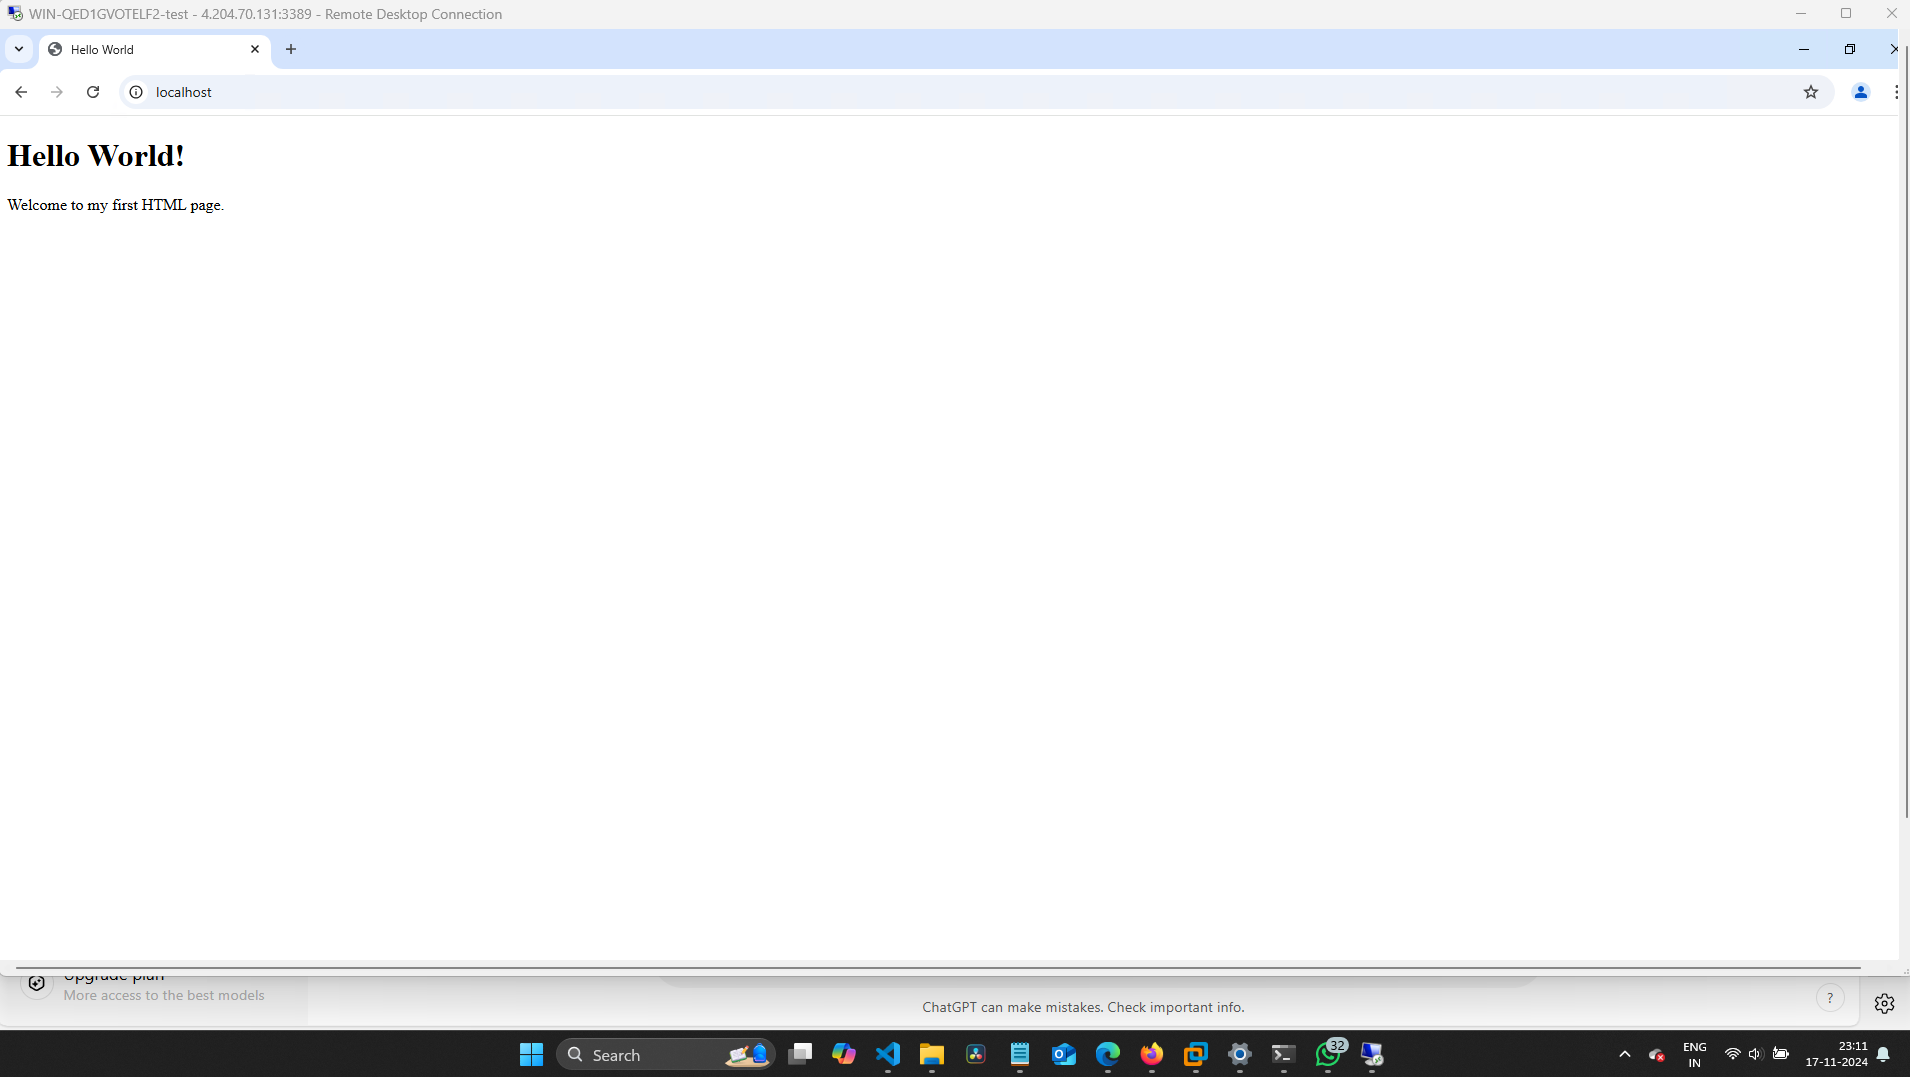 WIN-QED1GVOTELF2-test - 4.204.70.131:3389 - Remote Desktop Connection
Hello World
localhost
Hello World!
Welcome to my first HTML page.
Upgrade plan
More access to the best models
ChatGPT can make mistakes. Check important info.
?
Search
32
ENG
IN
23:11
17-11-2024